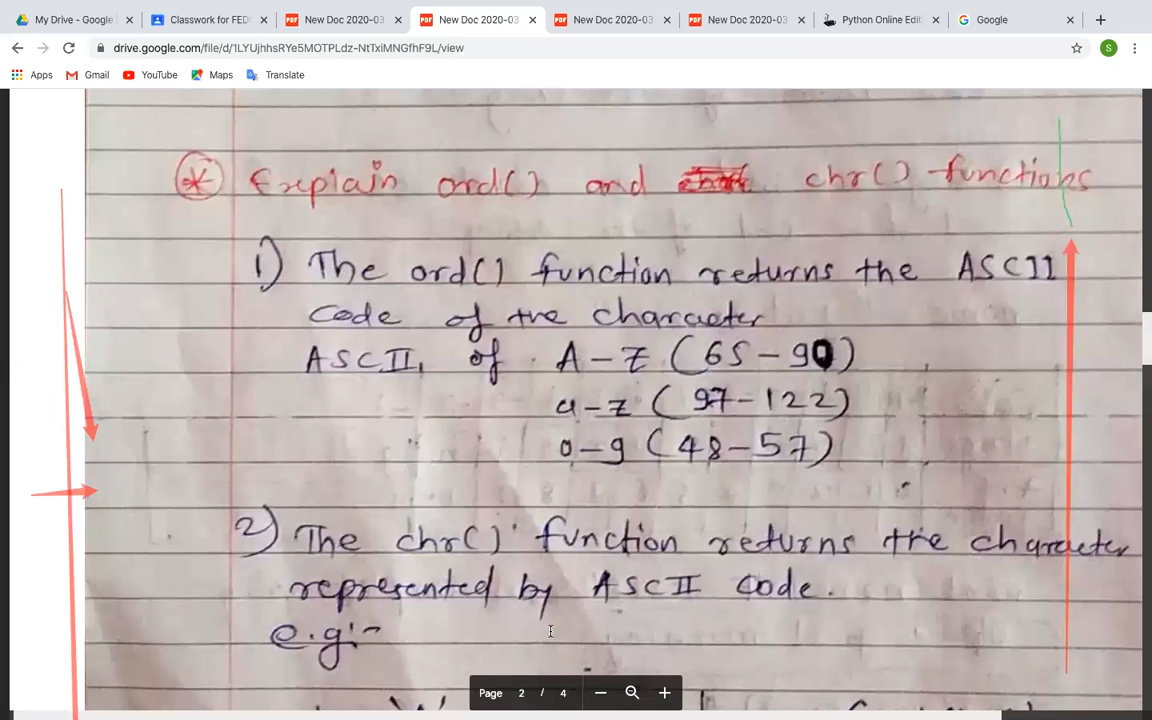 My Drive - Google
Classwork for FED
New Doc 2020-03
New Doc 2020-03
New Doc 2020-03
New Doc 2020-03
Python Online Edit
Google
drive.google.com/file/d/1LYUjhhsRYe5MOTPLdz-NtTxiMNGfhF9L/view
S
Apps
Gmail
YouTube
Maps
Translate
* Explain ord() and chr() functions
1) The ord() function returns the ASCII
Code of the character
ASCII, of A-Z (65-90)
a-z (97-122)
0-9 (48-57)
2) The chr() function returns the character
represented by ASCII Code.
e.g:-
Page 2 / 4